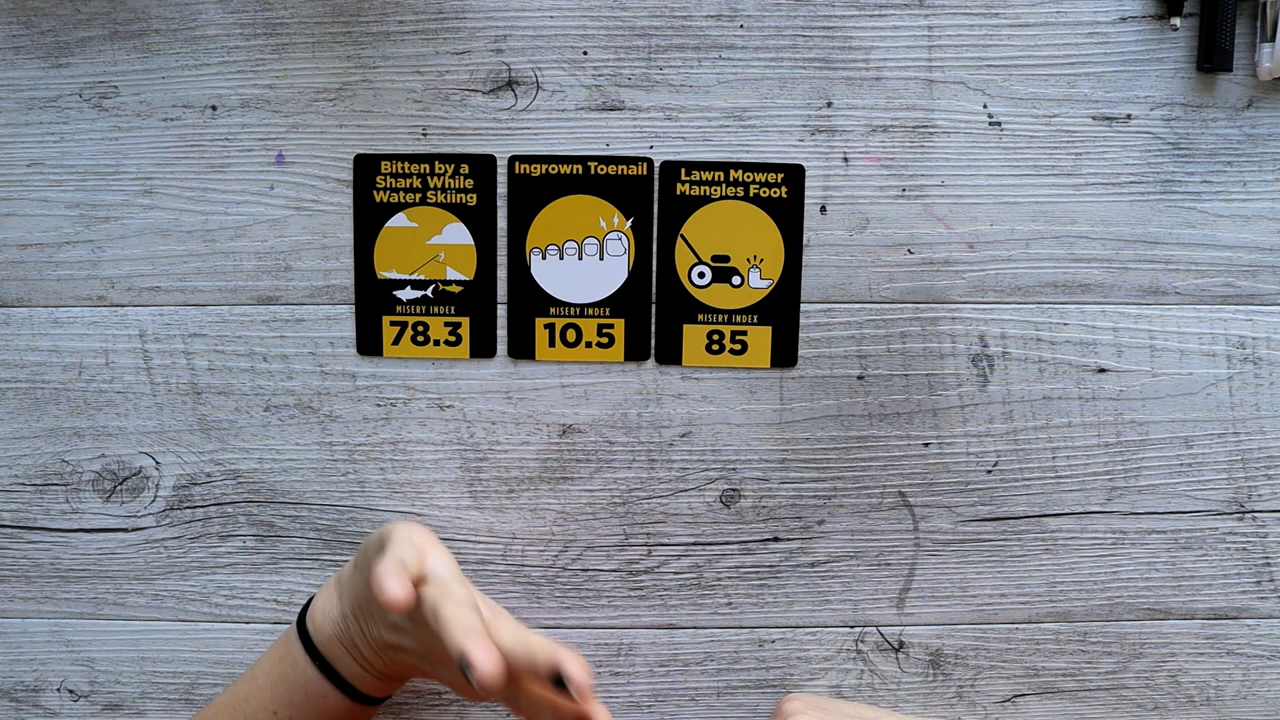 Bitten by a
Shark While
Water Skiing
MISERY INDEX
78.3
Ingrown Toenail
MISERY INDEX
10.5
Lawn Mower
Mangles Foot
MISERY INDEX
85